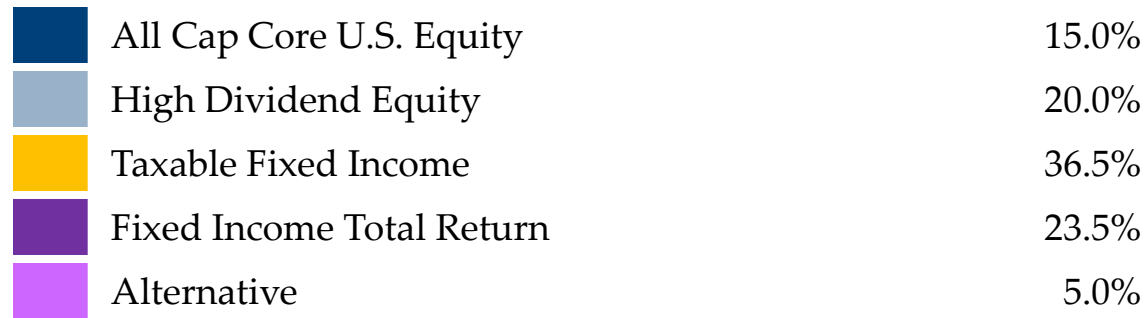 All Cap Core U.S. Equity 15.0%
High Dividend Equity 20.0%
Taxable Fixed Income 36.5%
Fixed Income Total Return 23.5%
Alternative 5.0%